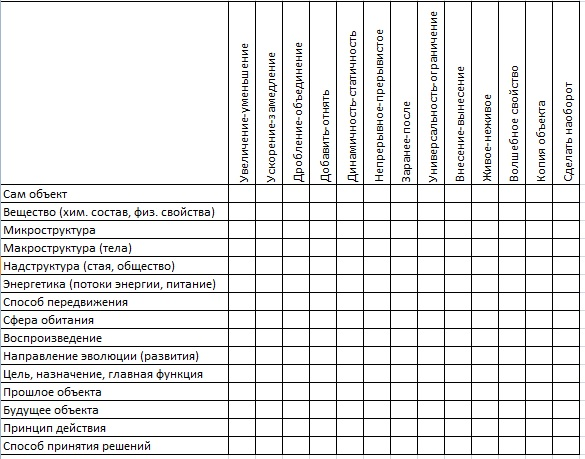 Увеличение-уменьшение
Ускорение-замедление
Дробление-объединение
Добавить-отнять
Динамичность-статичность
Непрерывное-прерывистое
Заранее-после
Универсальность-ограничение
Внесение-вынесение
Живое-неживое
Волшебное свойство
Копия объекта
Сделать наоборот
Сам объект
Вещество (хим. состав, физ. свойства)
Микроструктура
Макроструктура (тела)
Надструктура (стая, общество)
Энергетика (потоки энергии, питание)
Способ передвижения
Сфера обитания
Воспроизведение
Направление эволюции (развития)
Цель, назначение, главная функция
Прошлое объекта
Будущее объекта
Принцип действия
Способ принятия решений